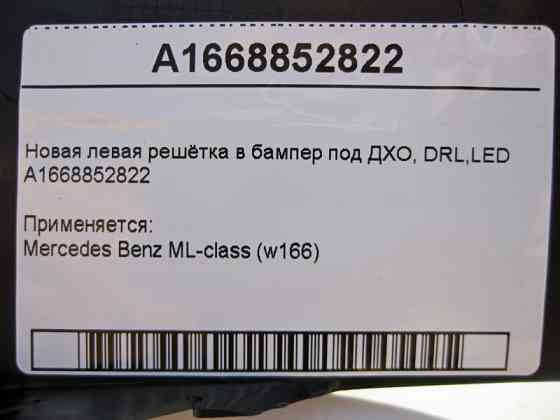 A1668852822
Новая левая решётка в бампер под ДХО, DRL,LED
A1668852822
Применяется:
Mercedes Benz ML-class (w166)